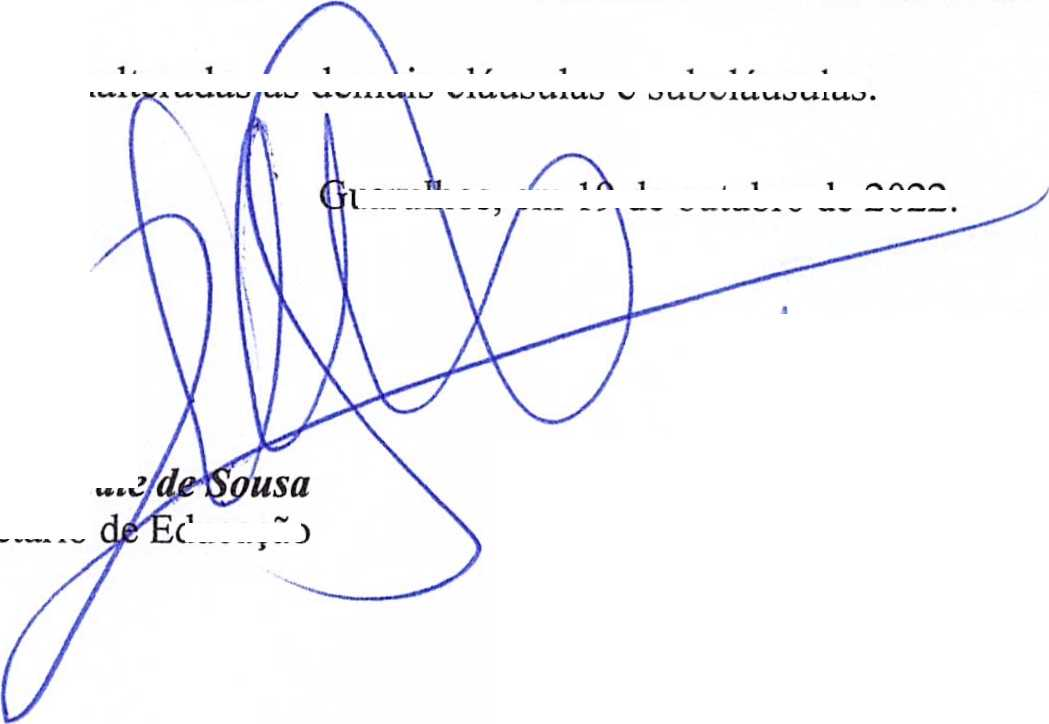 alteradas as demais cláusulas e subcláusulas.
Guarulhos, em 19 de outubro de 2022.
de Sousa
de Educação